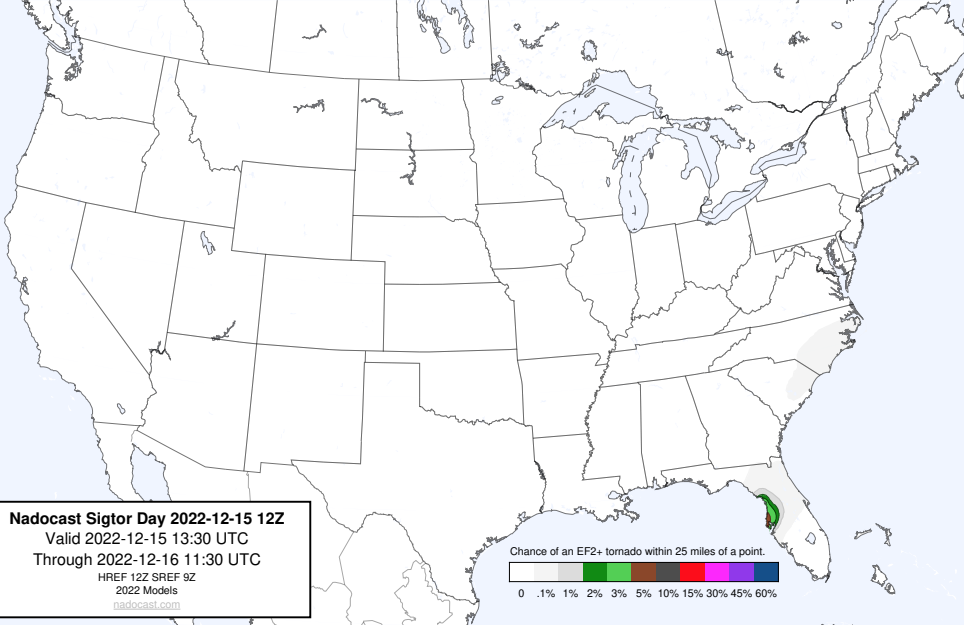 Nadocast Sigtor Day 2022-12-15 12Z
Valid 2022-12-15 13:30 UTC
Through 2022-12-16 11:30 UTC
HREF 12Z SREF 9Z
2022 Models
nadocast.com
Chance of an EF2+ tornado within 25 miles of a point.
0 .1% 1% 2% 3% 5% 10% 15% 30% 45% 60%